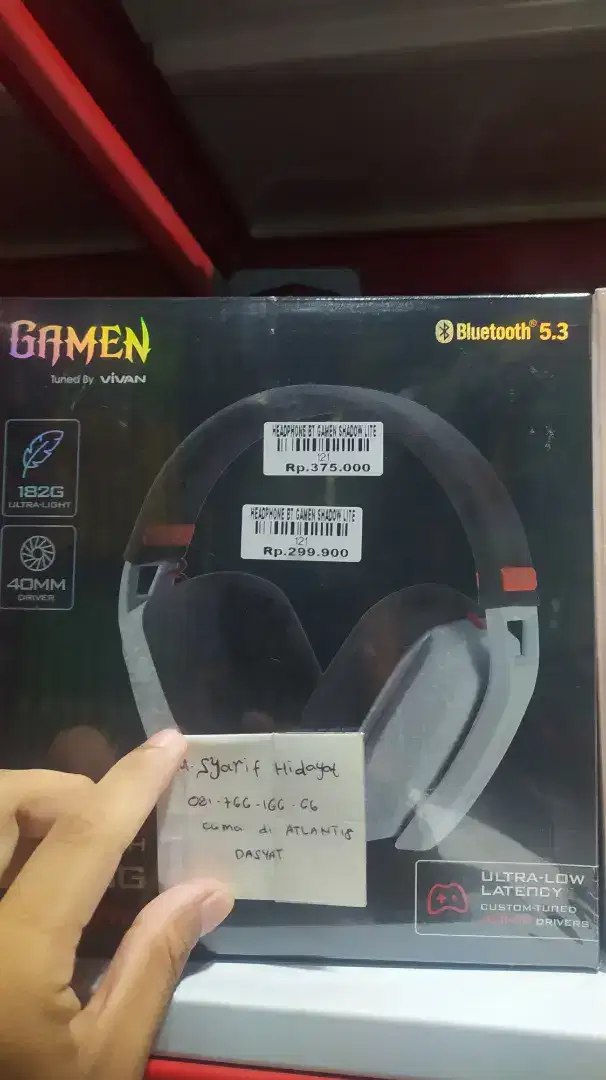 GAMEN
Tuned By VIVAN
Bluetooth® 5.3
182G
ULTRA-LIGHT
40MM
DRIVER
HEADPHONE BT GAMEN SHADOW LITE
121
Rp.375.000
HEADPHONE BT GAMEN SHADOW LITE
121
Rp.299.900
Syarif Hidayat
081-766-166-66
cuma di ATLANTIS
DASYAT
ULTRA-LOW
LATENCY
CUSTOM-TUNED
DRIVERS